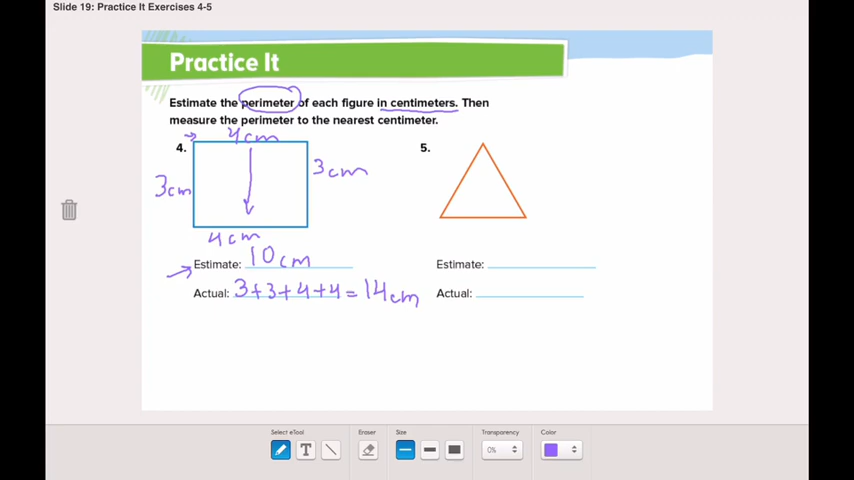 Slide 19: Practice It Exercises 4-5
Practice It
Estimate the perimeter of each figure in centimeters. Then
measure the perimeter to the nearest centimeter.
4cm
4.
5.
3cm
3cm
4cm
Estimate: 10cm
Estimate:
Actual: 3+3+4+4=14cm
Actual:
Select eTool
Eraser
Size
Transparency
Color
T
0%